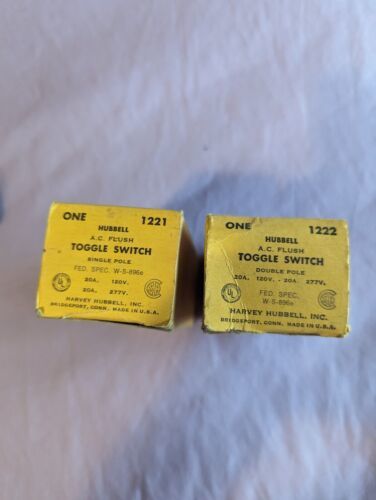 ONE 1221
HUBBELL
A.C. FLUSH
TOGGLE SWITCH
SINGLE POLE
FED. SPEC. W-S-896e
20A. 120V.
20A. 277V.
HARVEY HUBBELL, INC.
BRIDGEPORT, CONN. MADE IN U.S.A.
ONE 1222
HUBBELL
A.C. FLUSH
TOGGLE SWITCH
DOUBLE POLE
20A. 120V. - 20A. 277V.
FED. SPEC.
W-S-896e
HARVEY HUBBELL, INC.
BRIDGEPORT, CONN. MADE IN U.S.A.